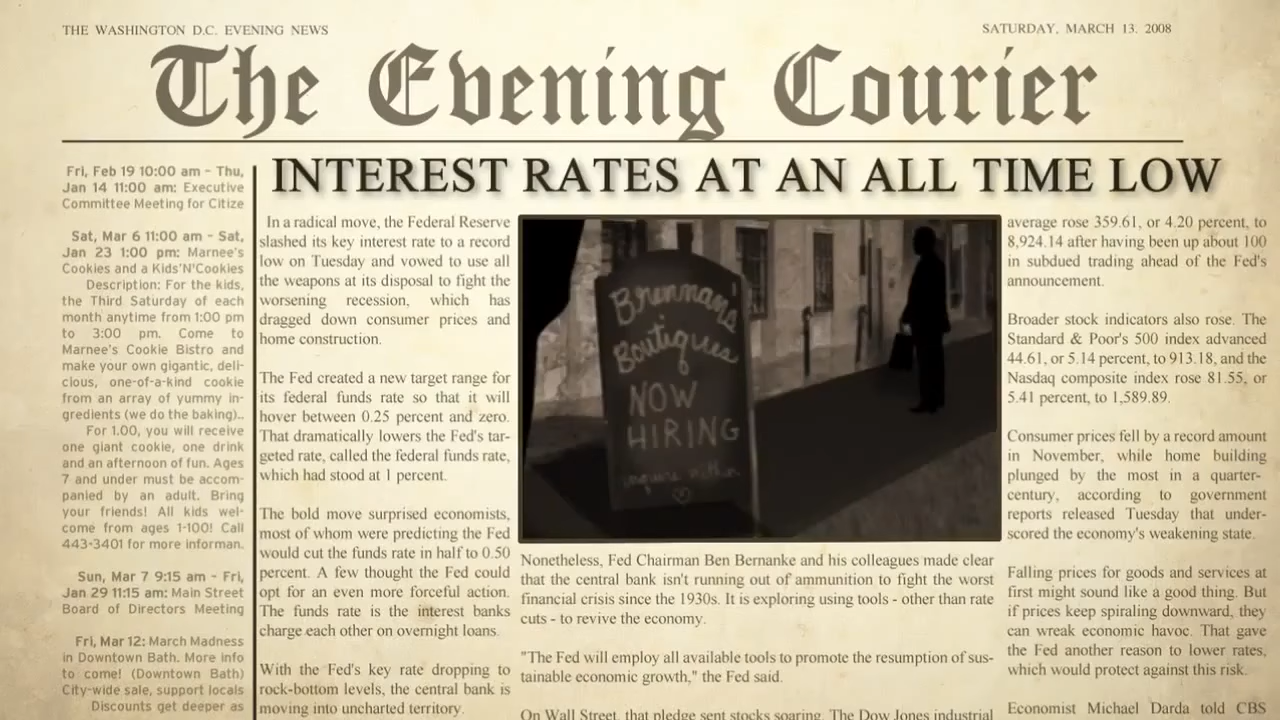 THE WASHINGTON D.C. EVENING NEWS
SATURDAY, MARCH 13. 2008
The Evening Courier
INTEREST RATES AT AN ALL TIME LOW
Fri, Feb 19 10:00 am - Thu,
Jan 14 11:00 am: Executive
Committee Meeting for Citize
Sat, Mar 6 11:00 am - Sat,
Jan 23 1:00 pm: Marnee's
Cookies and a Kids'N'Cookies
Description: For the kids,
the Third Saturday of each
month anytime from 1:00 pm
to 3:00 pm. Come to
Marnee's Cookie Bistro and
make your own gigantic, deli-
cious, one-of-a-kind cookie
from an array of yummy in-
gredients (we do the baking)..
For 1.00, you will receive
one giant cookie, one drink
and an afternoon of fun. Ages
7 and under must be accom-
panied by an adult. Bring
your friends! All kids wel-
come from ages 1-100! Call
443-3401 for more informan.
Sun, Mar 7 9:15 am - Fri,
Jan 29 11:15 am: Main Street
Board of Directors Meeting
Fri, Mar 12: March Madness
in Downtown Bath. More info
to come! (Downtown Bath)
City-wide sale, support locals
Discounts get deeper as
In a radical move, the Federal Reserve
slashed its key interest rate to a record
low on Tuesday and vowed to use all
the weapons at its disposal to fight the
worsening recession, which has
dragged down consumer prices and
home construction.
The Fed created a new target range for
its federal funds rate so that it will
hover between 0.25 percent and zero.
That dramatically lowers the Fed's tar-
geted rate, called the federal funds rate,
which had stood at 1 percent.
The bold move surprised economists,
most of whom were predicting the Fed
would cut the funds rate in half to 0.50
percent. A few thought the Fed could
opt for an even more forceful action.
The funds rate is the interest banks
charge each other on overnight loans.
With the Fed's key rate dropping to
rock-bottom levels, the central bank is
moving into uncharted territory.
Brennan's
Boutiques
NOW
HIRING
inquire within
Nonetheless, Fed Chairman Ben Bernanke and his colleagues made clear
that the central bank isn't running out of ammunition to fight the worst
financial crisis since the 1930s. It is exploring using tools - other than rate
cuts - to revive the economy.
"The Fed will employ all available tools to promote the resumption of sus-
tainable economic growth," the Fed said.
On Wall Street, that pledge sent stocks soaring. The Dow Jones industrial
average rose 359.61, or 4.20 percent, to
8,924.14 after having been up about 100
in subdued trading ahead of the Fed's
announcement.
Broader stock indicators also rose. The
Standard & Poor's 500 index advanced
44.61, or 5.14 percent, to 913.18, and the
Nasdaq composite index rose 81.55, or
5.41 percent, to 1,589.89.
Consumer prices fell by a record amount
in November, while home building
plunged by the most in a quarter-
century, according to government
reports released Tuesday that under-
scored the economy's weakening state.
Falling prices for goods and services at
first might sound like a good thing. But
if prices keep spiraling downward, they
can wreak economic havoc. That gave
the Fed another reason to lower rates,
which would protect against this risk.
Economist Michael Darda told CBS